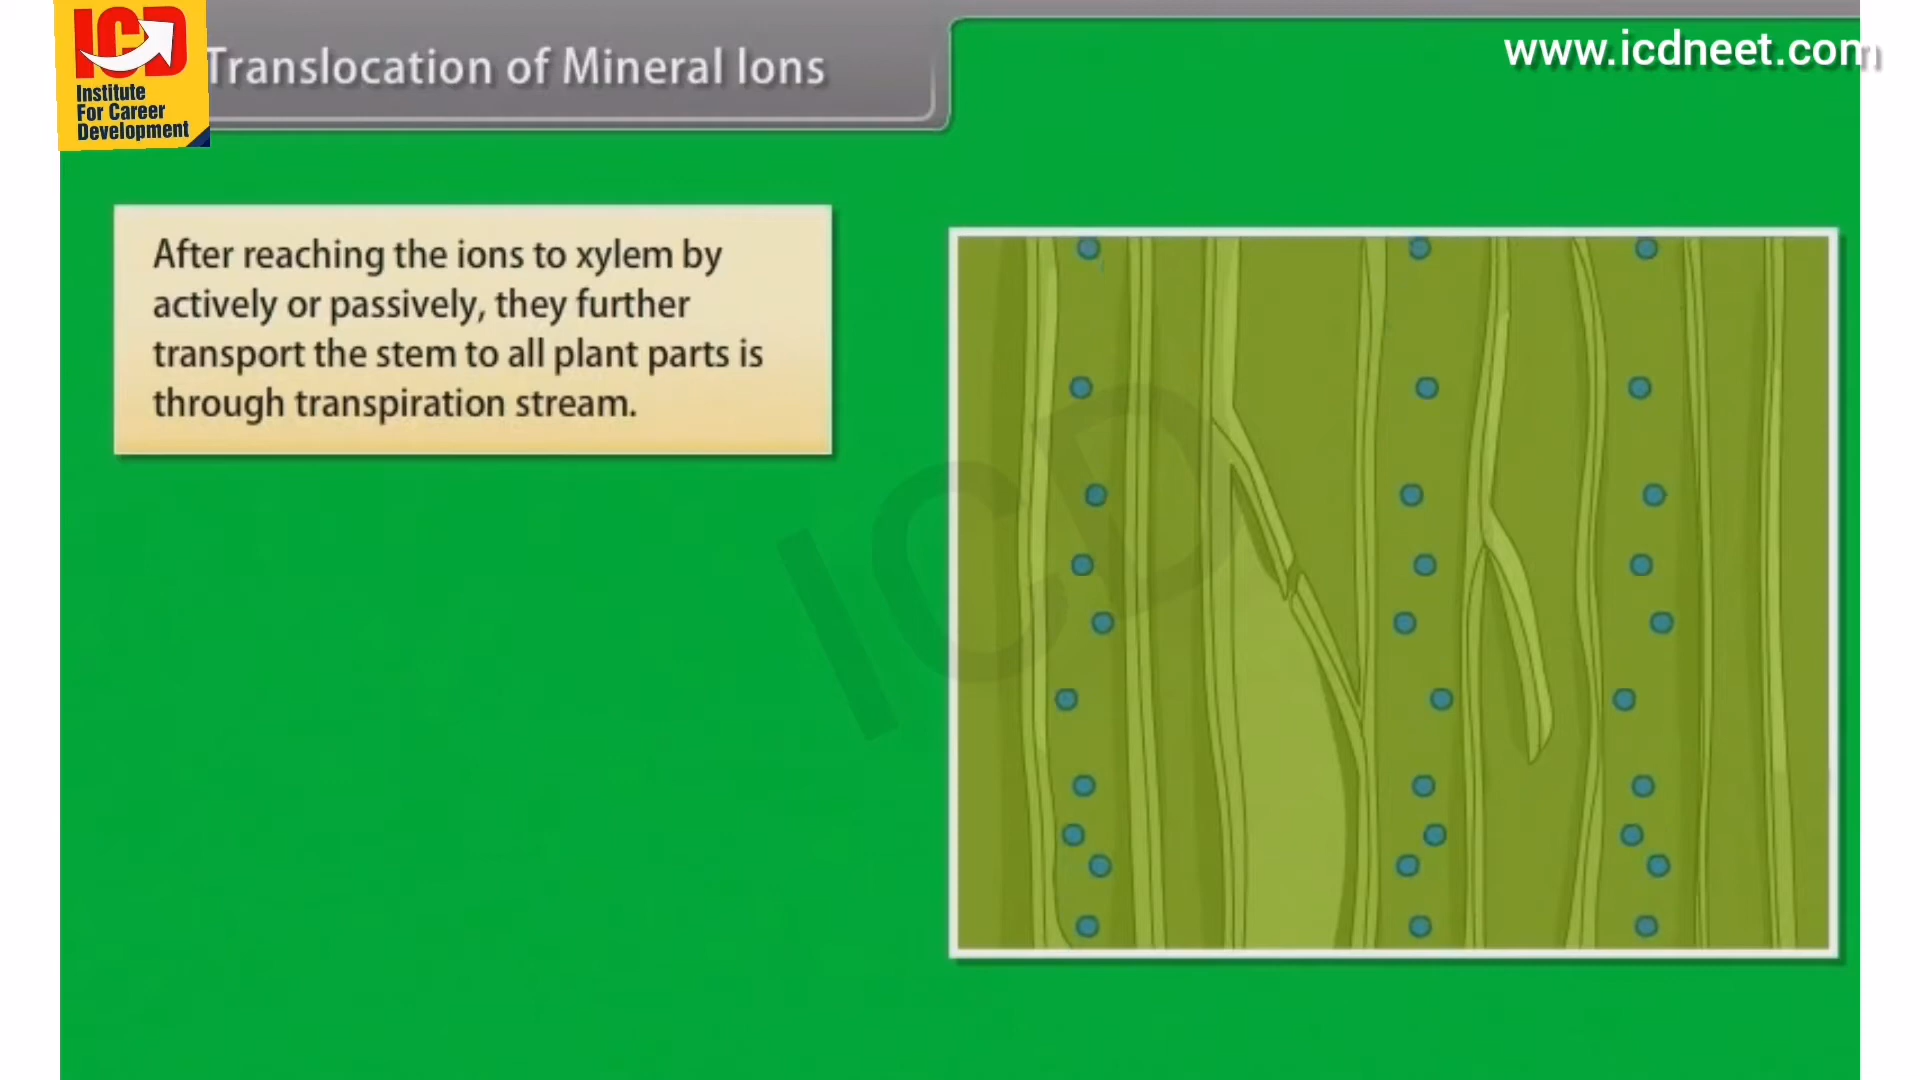 ICD
Institute
For Career
Development
Translocation of Mineral Ions
www.icdneet.com
After reaching the ions to xylem by
actively or passively, they further
transport the stem to all plant parts is
through transpiration stream.
ICD